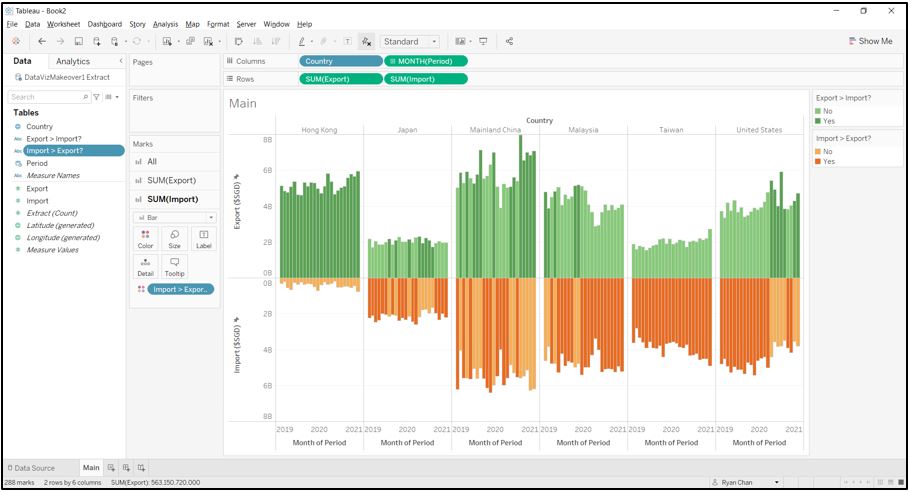 Tableau - Book2
File Data Worksheet Dashboard Story Analysis Map Format Server Window Help
Standard
Show Me
Data Analytics
DataVizMakeover1 Extract
Search
Tables
Country
Export > Import?
Import > Export?
Period
Measure Names
Export
Import
Extract (Count)
Latitude (generated)
Longitude (generated)
Measure Values
Pages
Filters
Marks
All
SUM(Export)
SUM(Import)
Bar
Color Size Label
Detail Tooltip
Import > Expor..
Columns Country MONTH(Period)
Rows SUM(Export) SUM(Import)
Main
Country
Hong Kong Japan Mainland China Malaysia Taiwan United States
Export ($SGD)
8B
6B
4B
2B
0B
Import ($SGD)
0B
2B
4B
6B
8B
2019 2020 2021 2019 2020 2021 2019 2020 2021 2019 2020 2021 2019 2020 2021 2019 2020 2021
Month of Period Month of Period Month of Period Month of Period Month of Period Month of Period
Export > Import?
No
Yes
Import > Export?
No
Yes
Data Source Main
288 marks 2 rows by 6 columns SUM(Export): 563,150,720,000
Ryan Chan